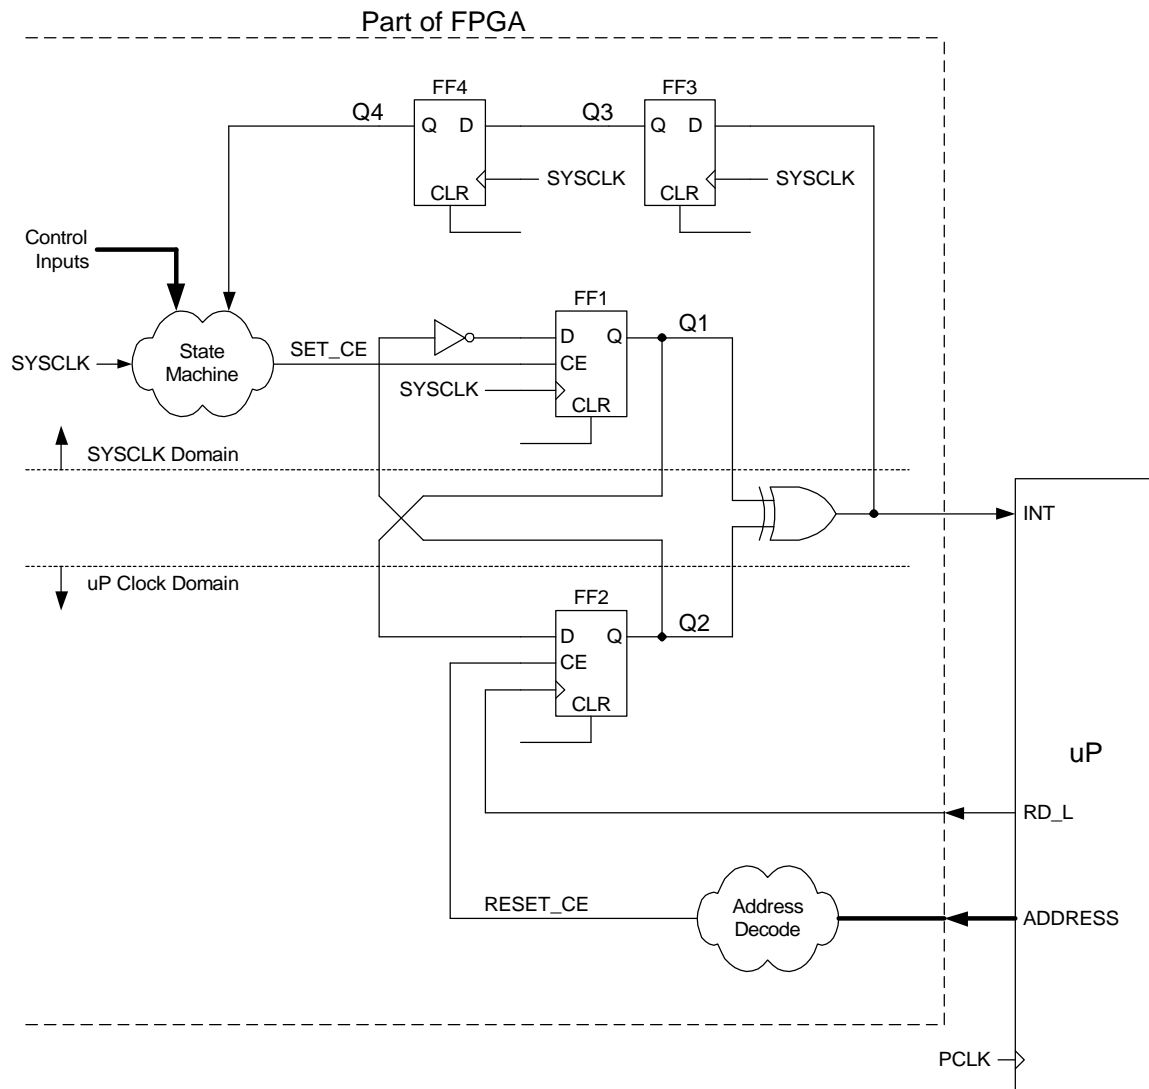 Part of FPGA
FF4
FF3
Q4
Q D
CLR
SYSCLK
Q3
Q D
CLR
SYSCLK
Control
Inputs
SYSCLK
State
Machine
SET_CE
FF1
D Q
CE
CLR
SYSCLK
Q1
SYSCLK Domain
INT
uP Clock Domain
FF2
D Q
CE
CLR
Q2
uP
RD_L
RESET_CE
Address
Decode
ADDRESS
PCLK